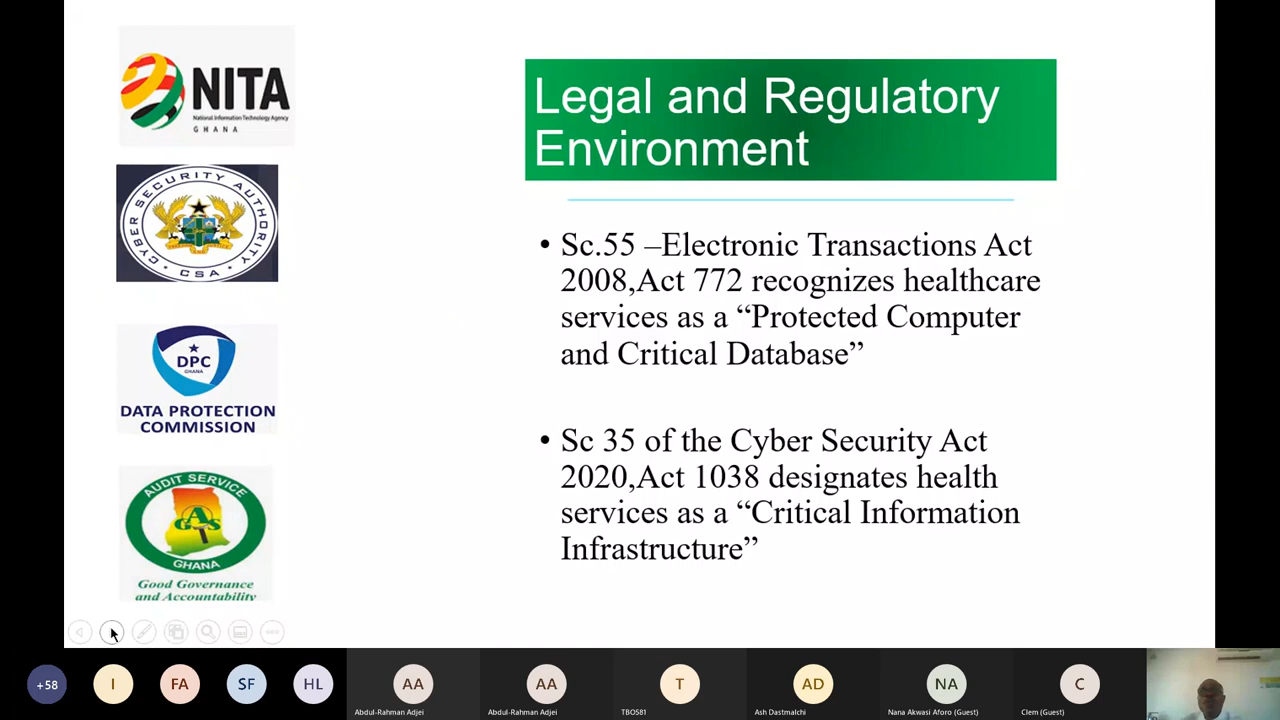 NITA
National Information Technology Agency
GHANA
CYBER SECURITY AUTHORITY
• CSA •
DPC
GHANA
DATA PROTECTION
COMMISSION
AUDIT SERVICE
GAS
GHANA
Good Governance
and Accountability
Legal and Regulatory
Environment
• Sc.55 –Electronic Transactions Act
2008,Act 772 recognizes healthcare
services as a “Protected Computer
and Critical Database”
• Sc 35 of the Cyber Security Act
2020,Act 1038 designates health
services as a “Critical Information
Infrastructure”
+58
I
FA
SF
HL
AA
Abdul-Rahman Adjei
AA
Abdul-Rahman Adjei
T
TBO581
AD
Ash Dastmalchi
NA
Nana Akwasi Aforo (Guest)
C
Clem (Guest)